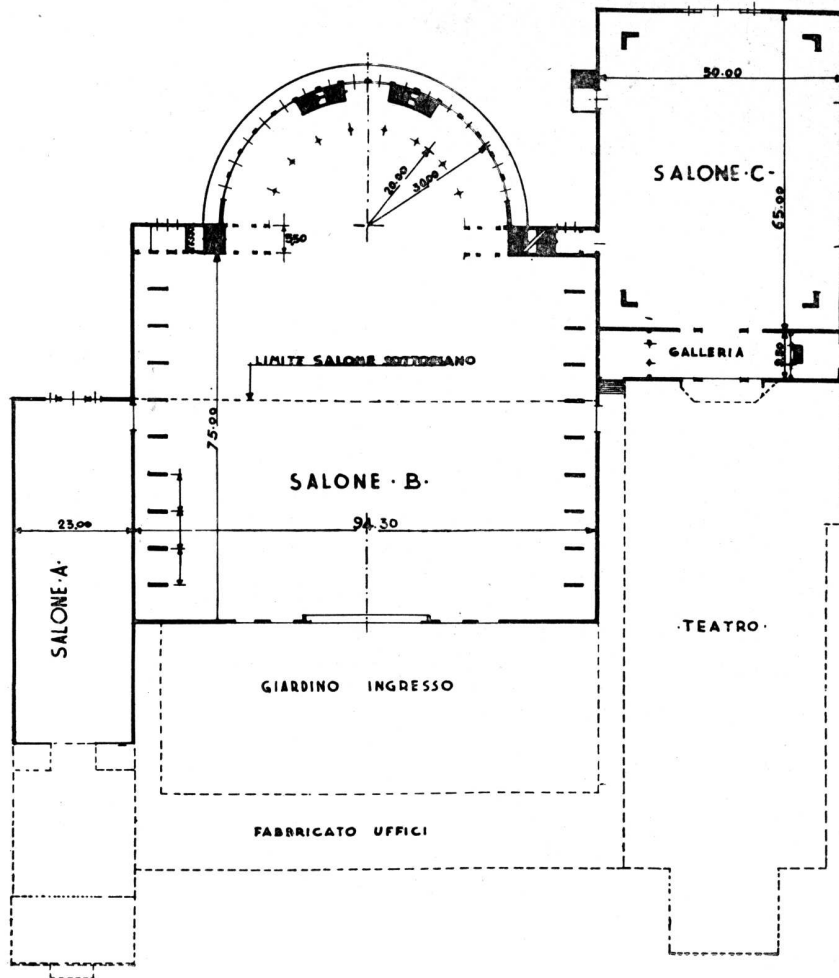 50.00
SALONE·C-
65.00
20.00
30.00
5.50
GALLERIA
LIMITE SALONE SOTTOPIANO
75.00
SALONE·B·
23.00
94.30
SALONE·A·
·TEATRO·
GIARDINO INGRESSO
FABBRICATO UFFICI